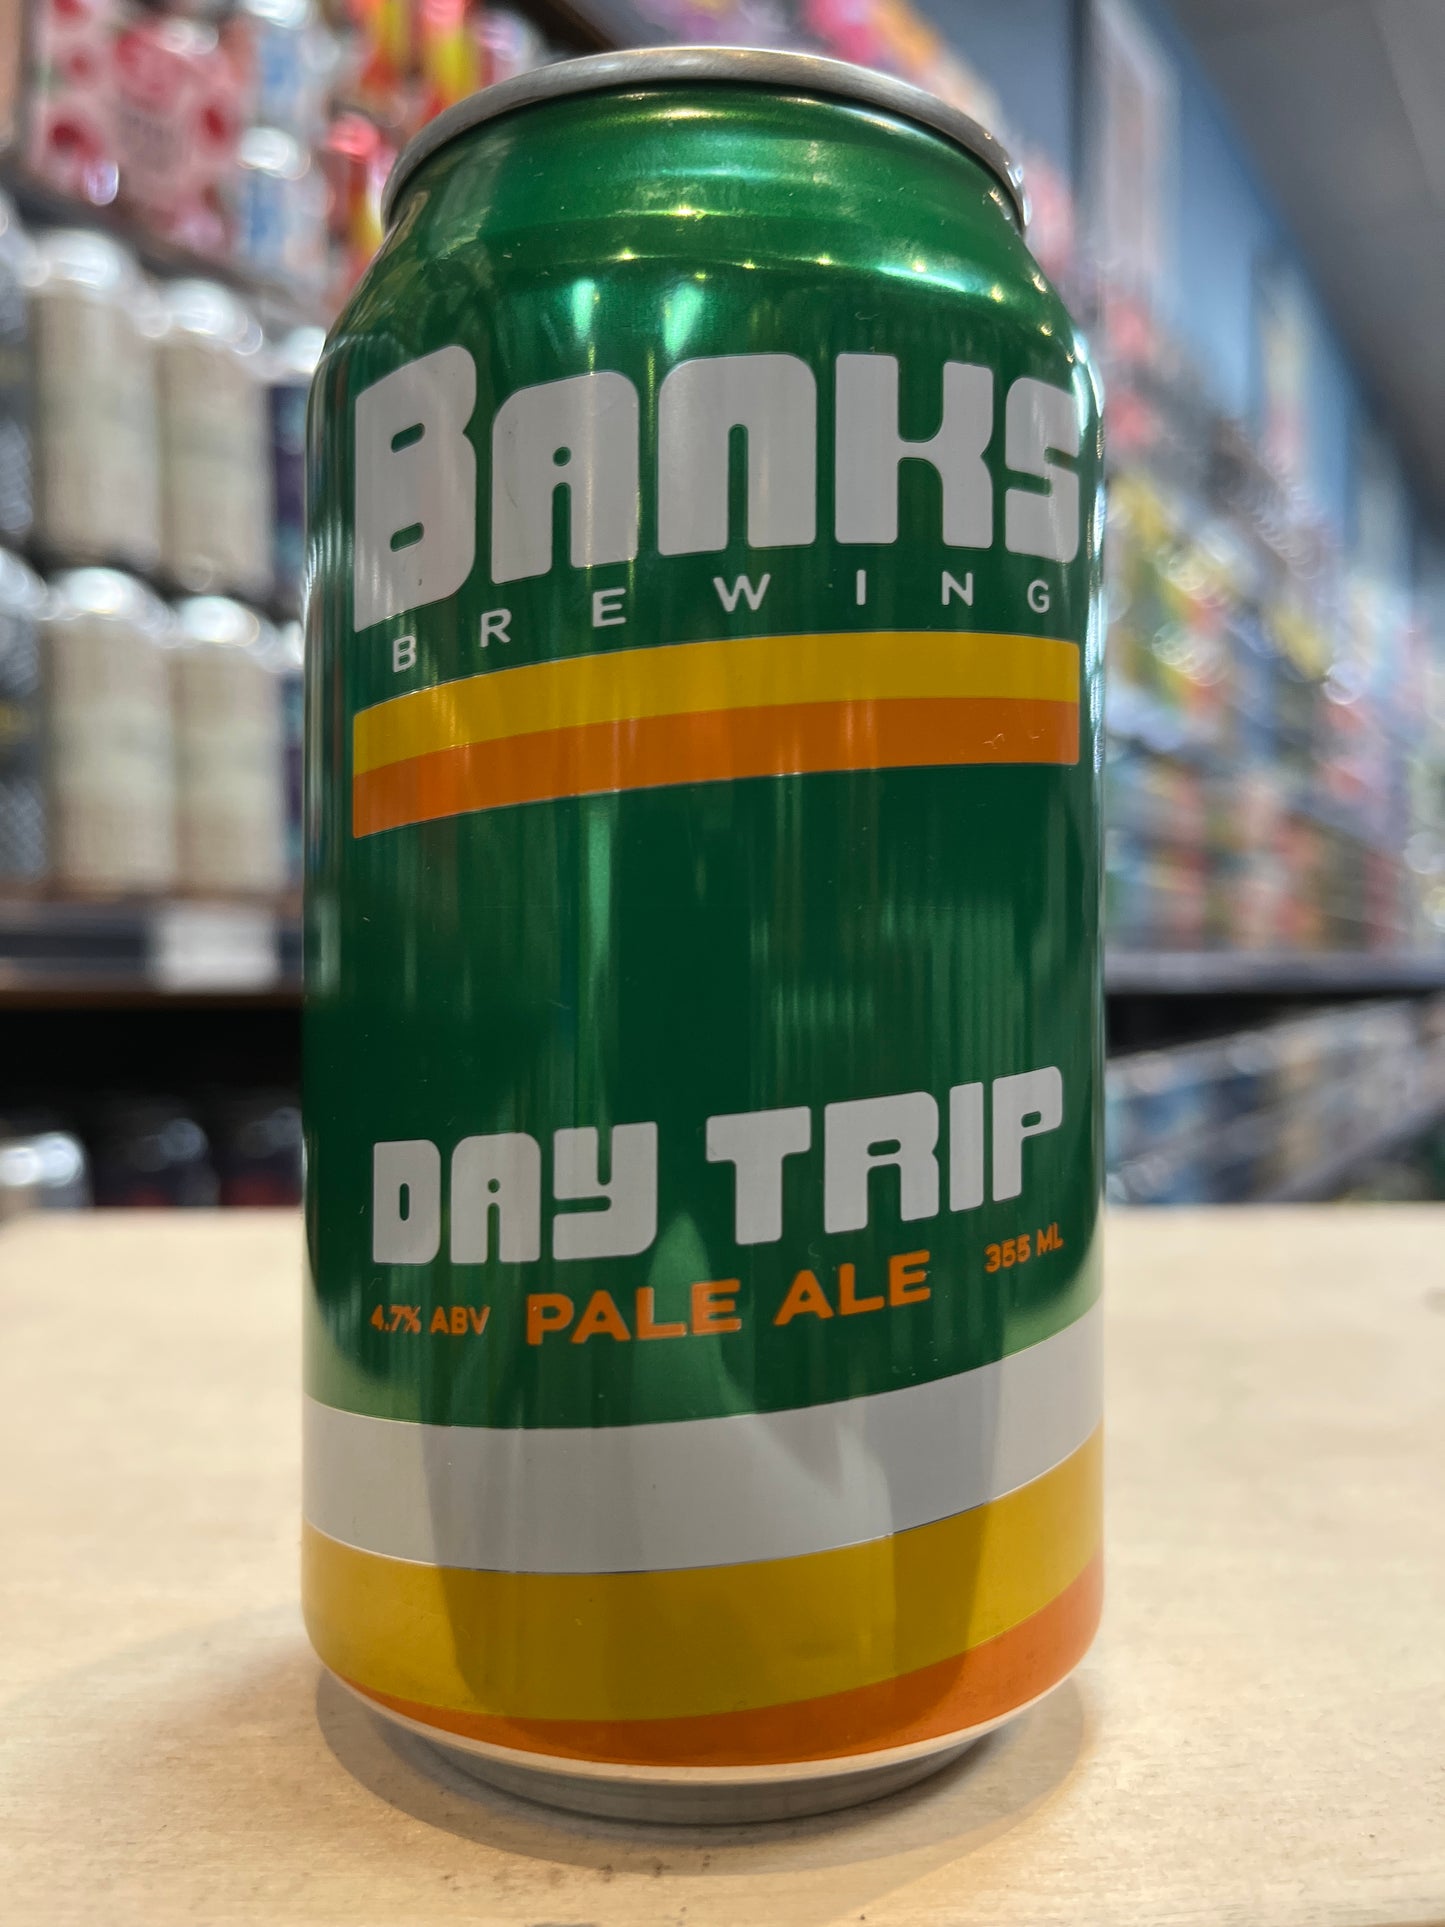 BANKS
BREWING
DAY TRIP
4.7% ABV PALE ALE 355 ML